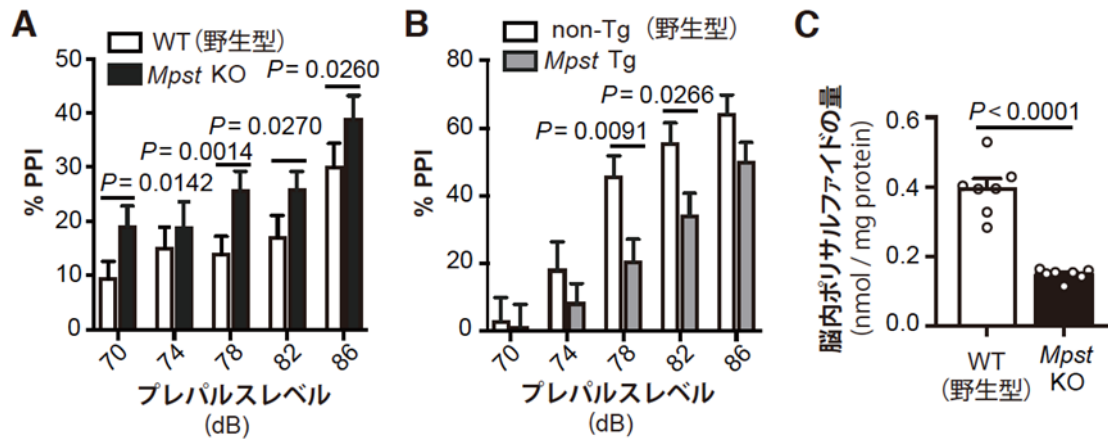 A
WT(野生型)
Mpst KO
P = 0.0260
P = 0.0270
P = 0.0014
P = 0.0142
% PPI
50
40
30
20
10
0
70 74 78 82 86
プレパルスレベル
(dB)
B
non-Tg (野生型)
Mpst Tg
P = 0.0266
P = 0.0091
% PPI
80
60
40
20
0
70 74 78 82 86
プレパルスレベル
(dB)
C
脳内ポリサルファイドの量
(nmol / mg protein)
P < 0.0001
0.6
0.4
0.2
0.0
WT
(野生型)
Mpst
KO